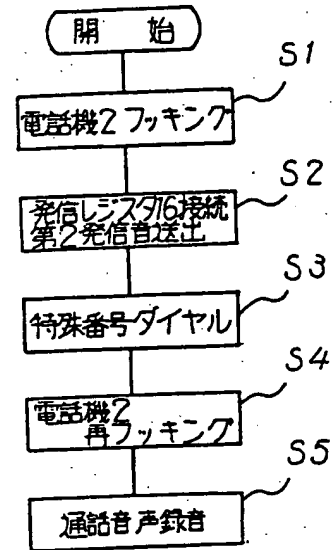 開 始
S1
電話機2フッキング
S2
発信レジスタ16接続
第2発信音送出
S3
特殊番号ダイヤル
S4
電話機2
再フッキング
S5
通話音声録音